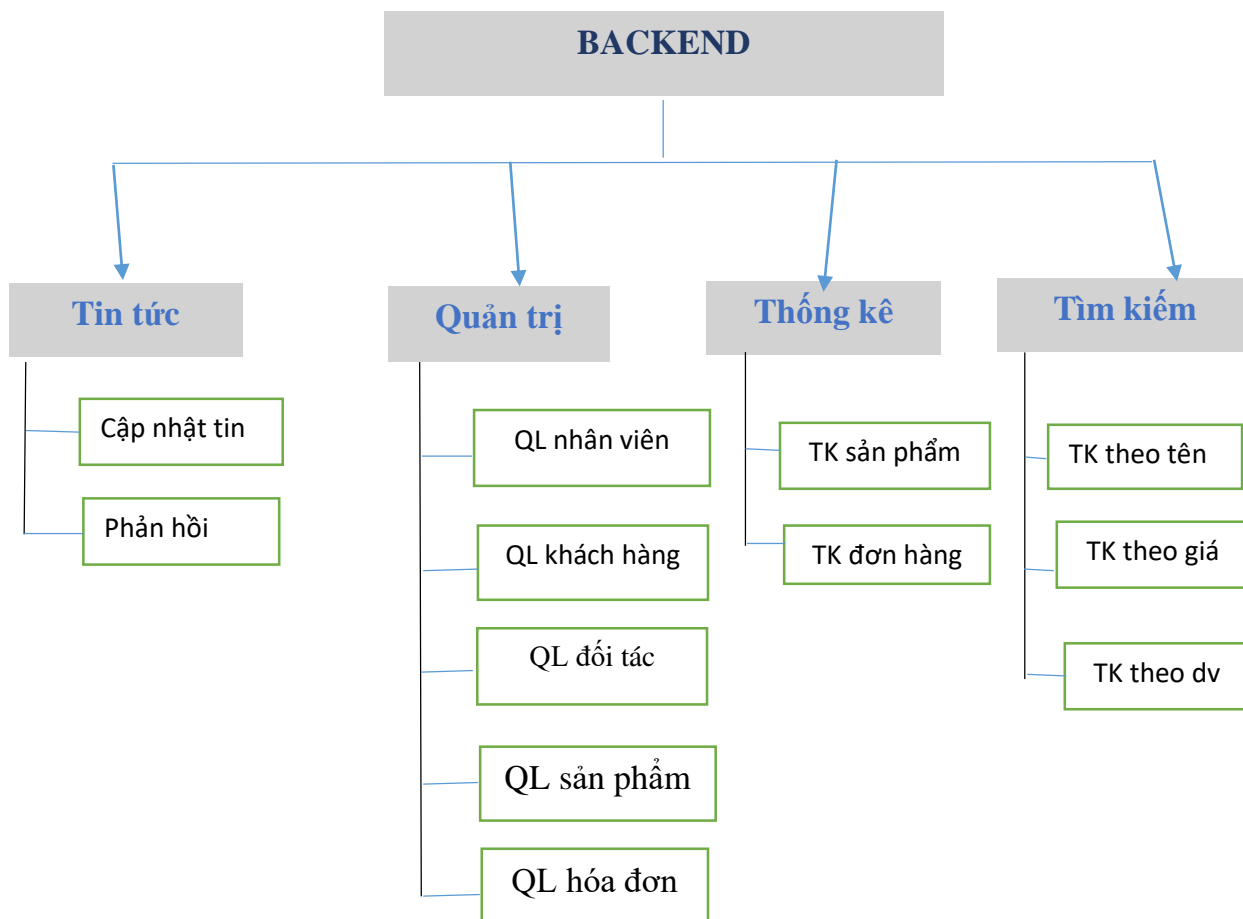 BACKEND
Tin tức
Quản trị
Thống kê
Tìm kiếm
Cập nhật tin
Phản hồi
QL nhân viên
QL khách hàng
QL đối tác
QL sản phẩm
QL hóa đơn
TK sản phẩm
TK đơn hàng
TK theo tên
TK theo giá
TK theo dv